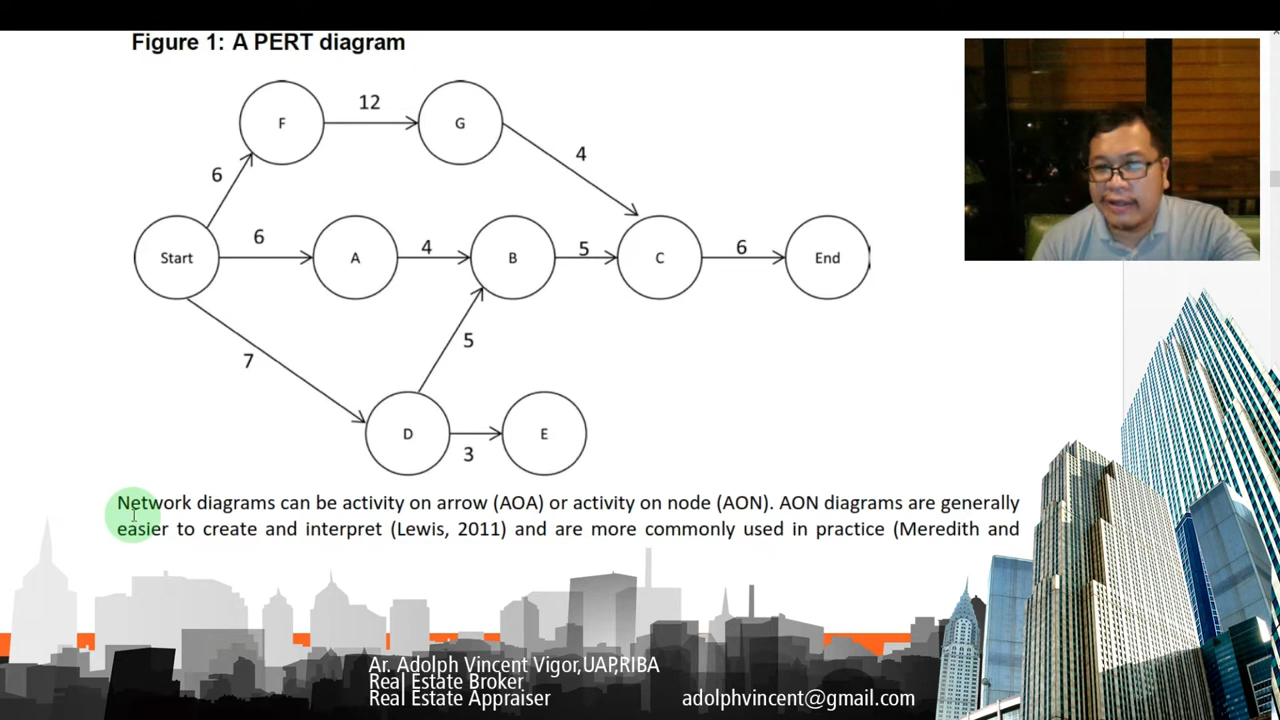 Figure 1: A PERT diagram
F
12
G
6
4
Start
6
A
4
B
5
C
6
End
7
5
D
3
E
Network diagrams can be activity on arrow (AOA) or activity on node (AON). AON diagrams are generally
easier to create and interpret (Lewis, 2011) and are more commonly used in practice (Meredith and
Ar. Adolph Vincent Vigor,UAP,RIBA
Real Estate Broker
Real Estate Appraiser
adolphvincent@gmail.com